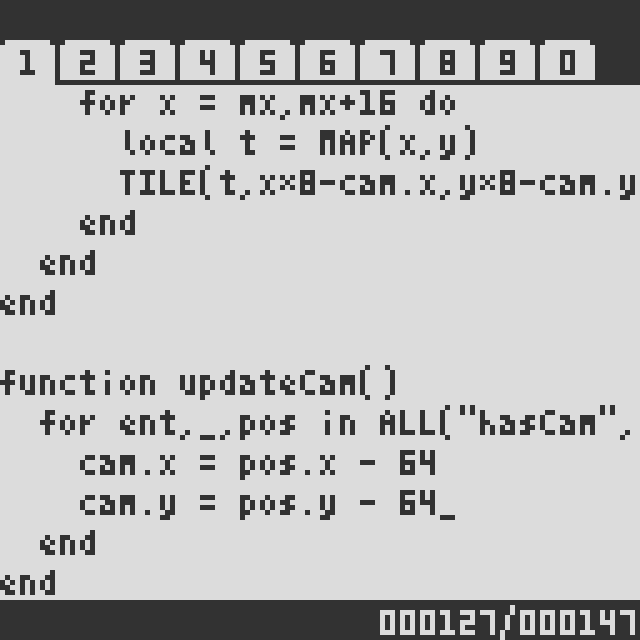 1 2 3 4 5 6 7 8 9 0
for x = mx,mx+16 do
local t = MAP(x,y)
TILE(t,x×8-cam.x,y×8-cam.y
end
end
end
function updateCam()
for ent,_,pos in ALL("hasCam",
cam.x = pos.x - 64
cam.y = pos.y - 64_
end
end
000127/000147